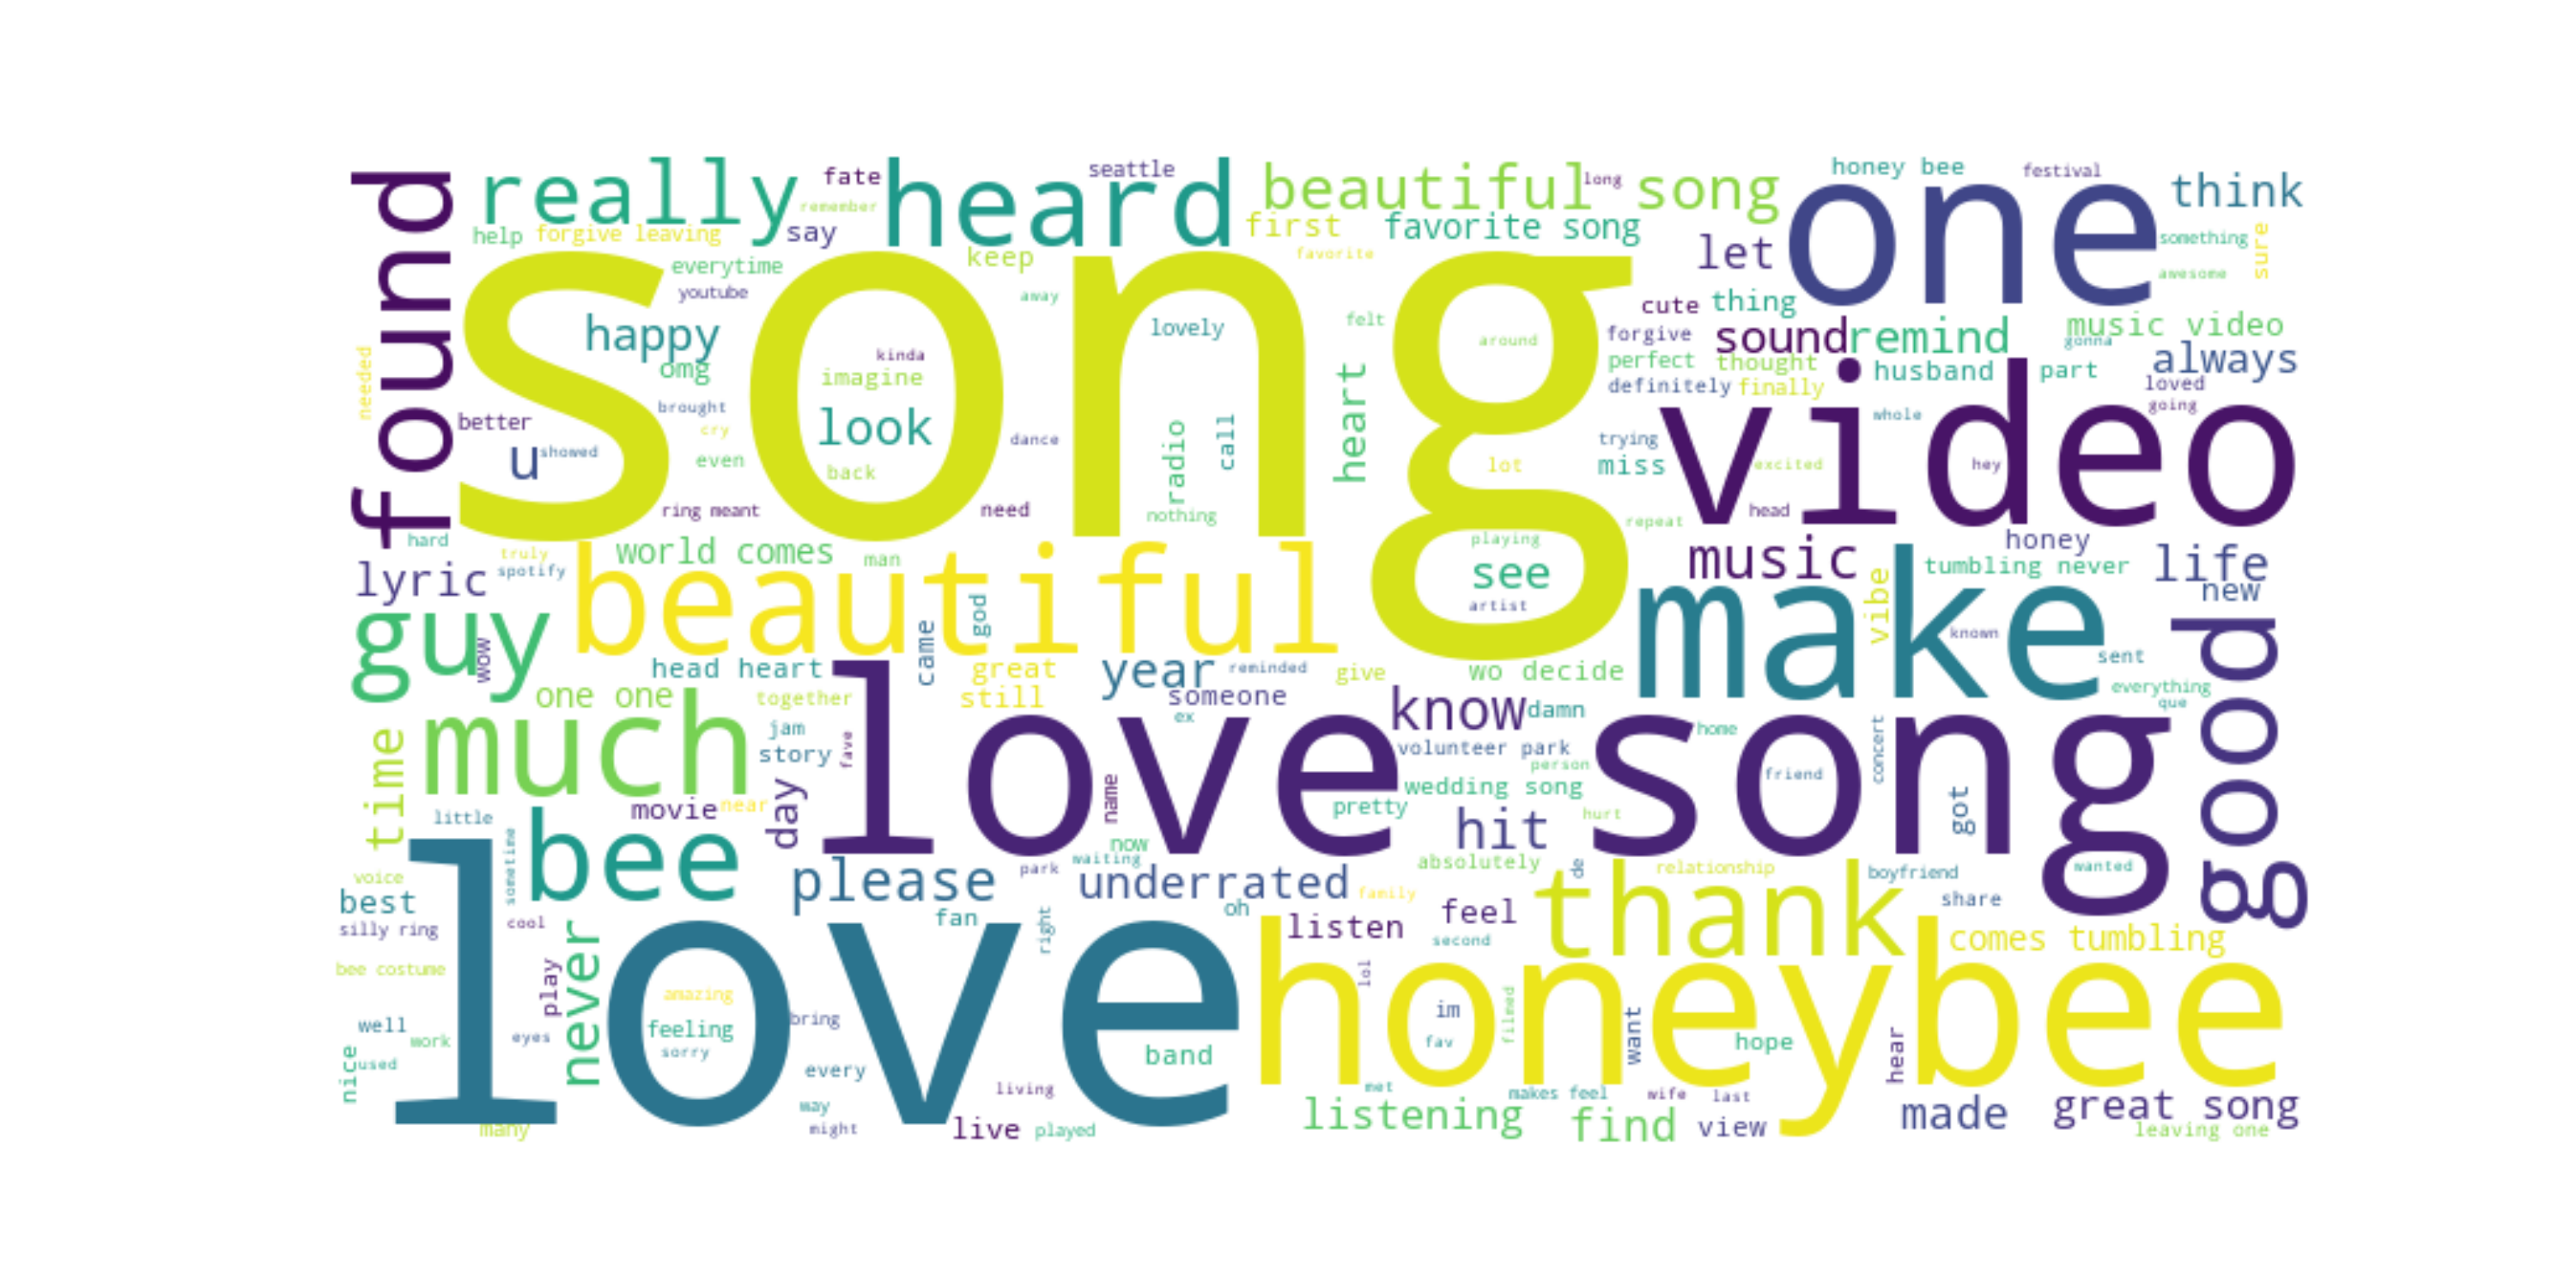 found
really
fate
heard
seattle
beautiful song
long
honey bee
festival
one
think
remember
help
forgive leaving
say
first
favorite song
let
something
sure
song
everytime
keep
favorite
awesome
youtube
away
cute
thing
happy
lovely
felt
around
forgive
sound
remind
music video
gonna
always
omg
kinda
imagine
heart
perfect
thought
husband
part
loved
needed
definitely
finally
going
better
brought
look
cry
dance
radio
call
whole
video
u
showed
even
back
lot
trying
miss
excited
hey
ring meant
need
nothing
repeat
head
hard
truly
world comes
man
playing
honey
lyric
spotify
beautiful
see
music
tumbling never
life
new
artist
make
vibe
known
guy
wow
god
came
head heart
great
year
reminded
give
wo decide
sent
good
one one
together
still
someone
everything
que
much
jam
ex
love song
know
damn
home
time
story
fave
volunteer park
person
concert
friend
movie
near
day
name
wedding song
pretty
got
little
sometime
bee
hit
hurt
now
waiting
absolutely
de
relationship
wanted
voice
please
park
underrated
family
thank
boyfriend
best
share
fan
oh
silly ring
cool
never
right
listen
feel
second
comes tumbling
bee costume
play
love
amazing
lol
honeybee
well
work
eyes
feeling
sorry
bring
im
fav
filmed
want
hope
hear
nice
used
every
band
living
met
makes feel
wife
last
way
might
many
live
played
listening
find
view
made
great song
leaving one